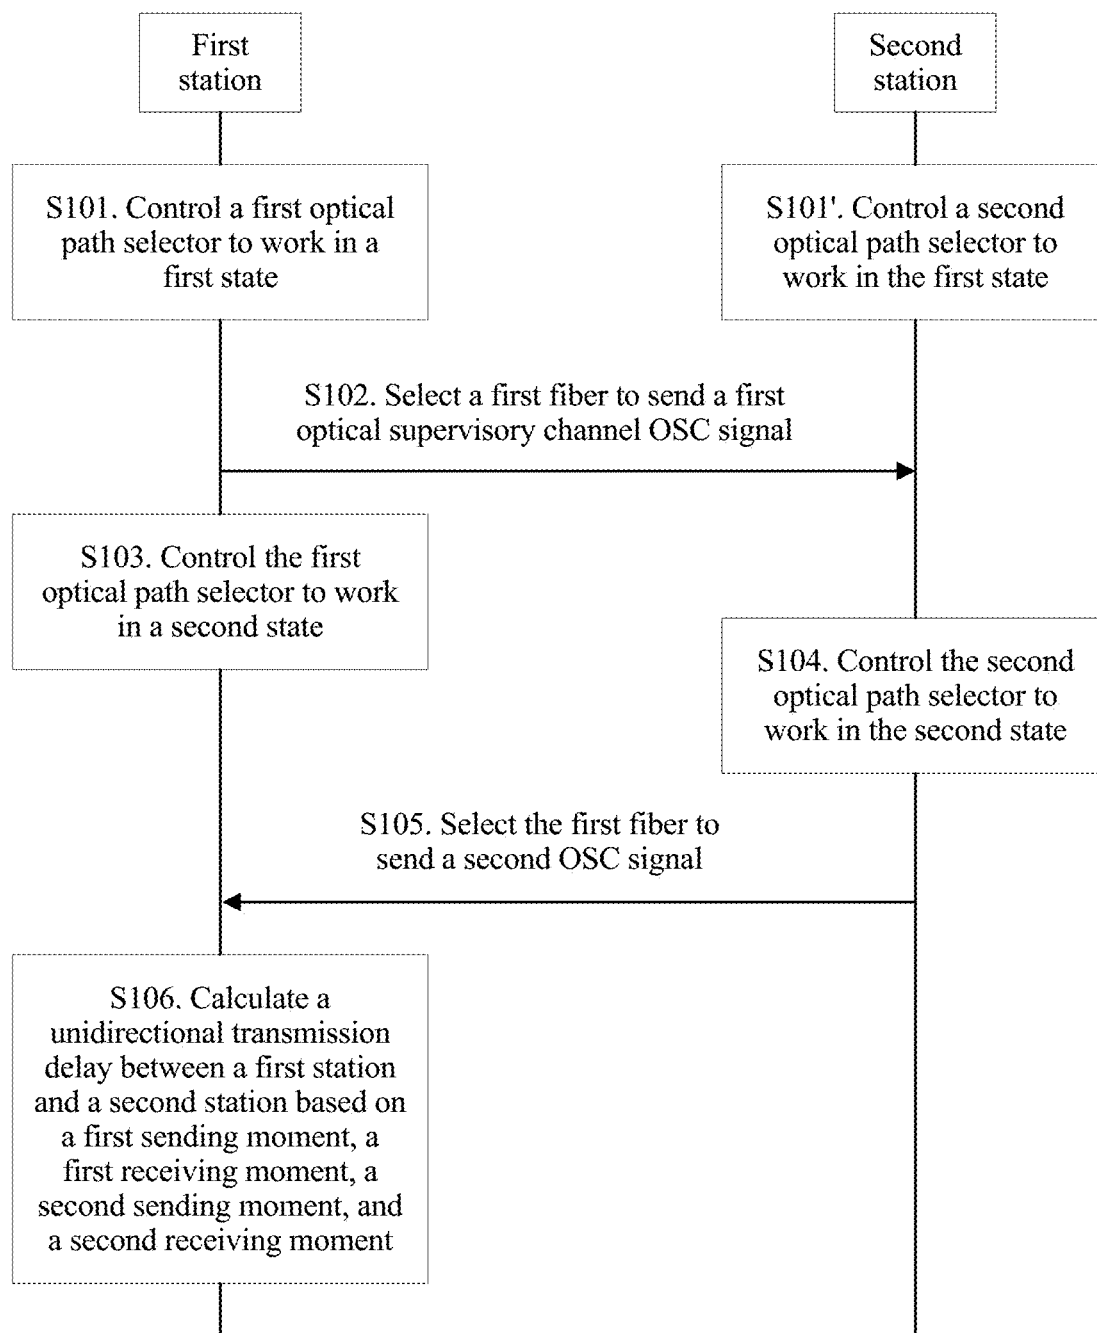 First
station
Second
station
S101. Control a first optical
path selector to work in a
first state
S101'. Control a second
optical path selector to
work in the first state
S102. Select a first fiber to send a first
optical supervisory channel OSC signal
S103. Control the first
optical path selector to work
in a second state
S104. Control the second
optical path selector to
work in the second state
S105. Select the first fiber to
send a second OSC signal
S106. Calculate a
unidirectional transmission
delay between a first station
and a second station based on
a first sending moment, a
first receiving moment, a
second sending moment, and
a second receiving moment